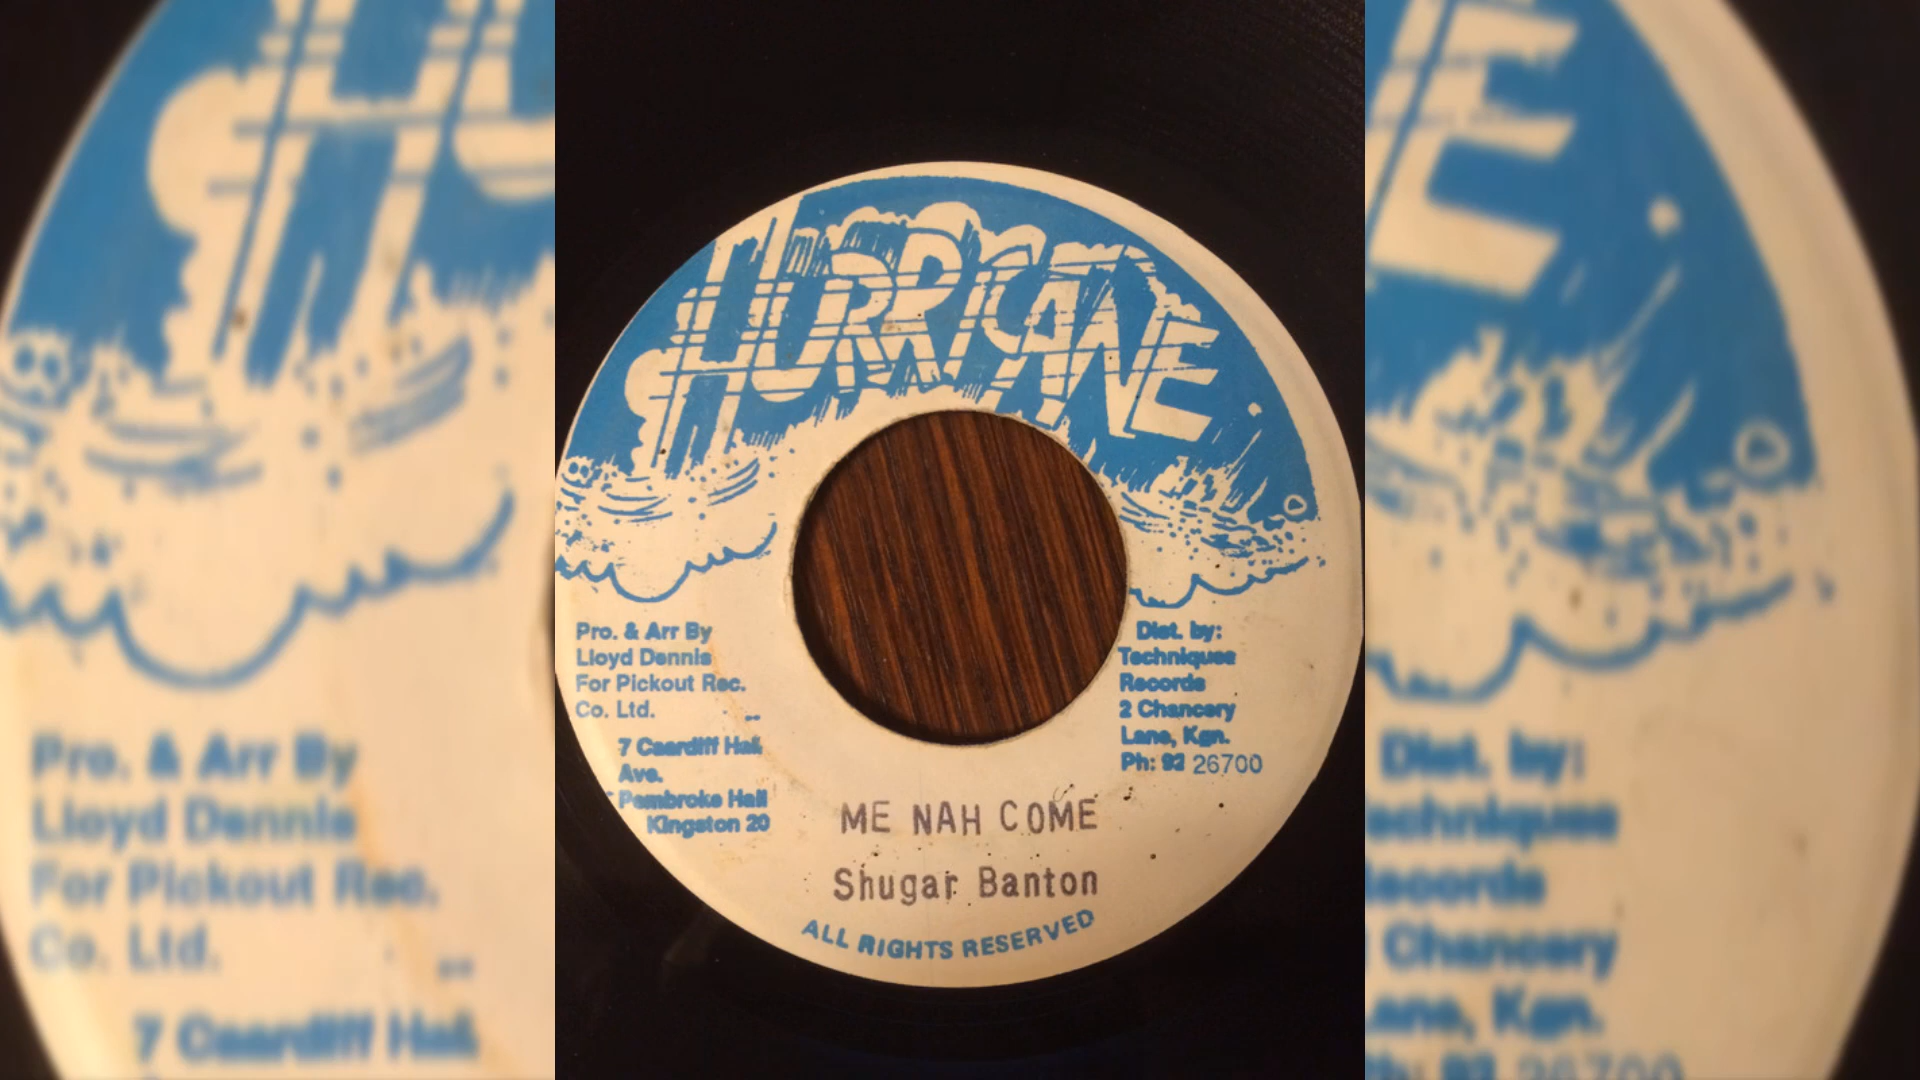 HURRICANE
Pro. & Arr By
Lloyd Dennis
For Pickout Rec.
Co. Ltd.
7 Caardiff Hall
Ave.
Pembroke Hall
Kingston 20
Dist. by:
Techniques
Records
2 Chancery
Lane, Kgn.
Ph: 92 26700
ME NAH COME
Shugar Banton
ALL RIGHTS RESERVED